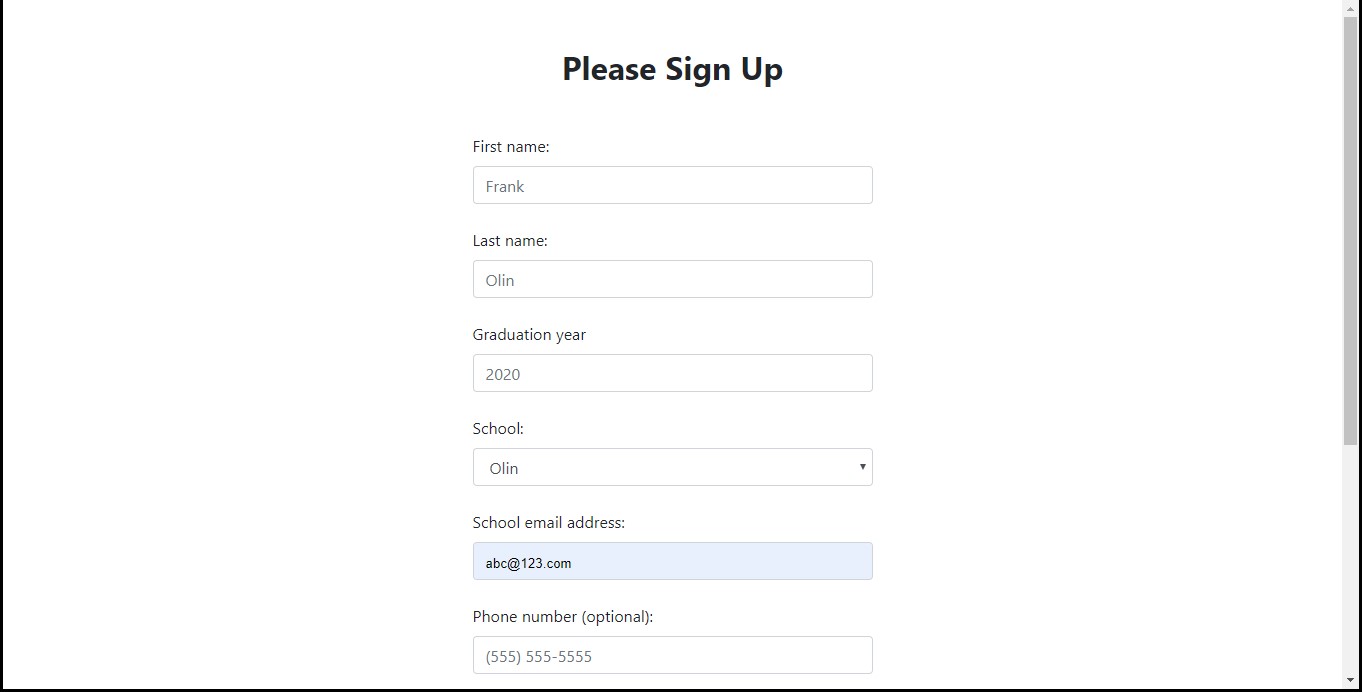 Please Sign Up
First name:
Frank
Last name:
Olin
Graduation year
2020
School:
Olin
School email address:
abc@123.com
Phone number (optional):
(555) 555-5555